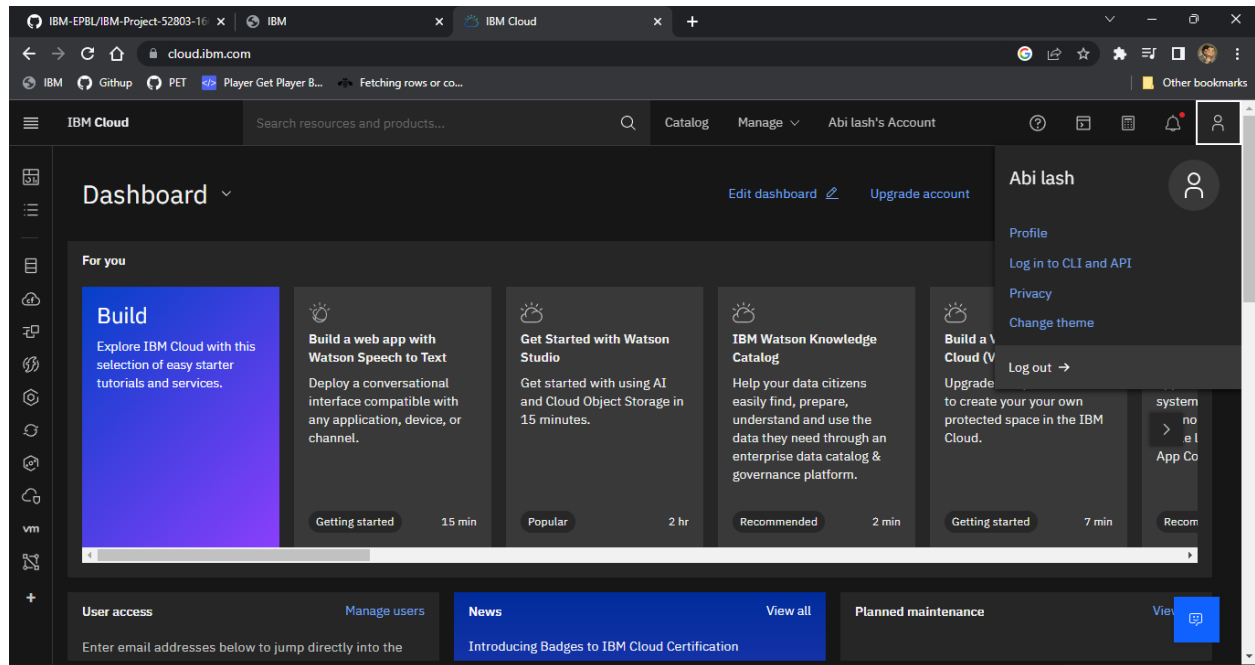 IBM-EPBL/IBM-Project-52803-16
IBM
IBM Cloud
cloud.ibm.com
IBM
Githup
PET
Player Get Player B...
Fetching rows or co...
Other bookmarks
IBM Cloud
Search resources and products...
Catalog
Manage
Abi lash's Account
Dashboard
Edit dashboard
Upgrade account
Abi lash
Profile
Log in to CLI and API
Privacy
Change theme
Log out →
For you
Build
Explore IBM Cloud with this
selection of easy starter
tutorials and services.
Build a web app with
Watson Speech to Text
Deploy a conversational
interface compatible with
any application, device, or
channel.
Getting started
15 min
Get Started with Watson
Studio
Get started with using AI
and Cloud Object Storage in
15 minutes.
Popular
2 hr
IBM Watson Knowledge
Catalog
Help your data citizens
easily find, prepare,
understand and use the
data they need through an
enterprise data catalog &
governance platform.
Recommended
2 min
Build a V
Cloud (V
Upgrade
to create your your own
protected space in the IBM
Cloud.
Getting started
7 min
system
no
e l
App Co
Recom
vm
User access
Manage users
Enter email addresses below to jump directly into the
News
View all
Introducing Badges to IBM Cloud Certification
Planned maintenance
Vie